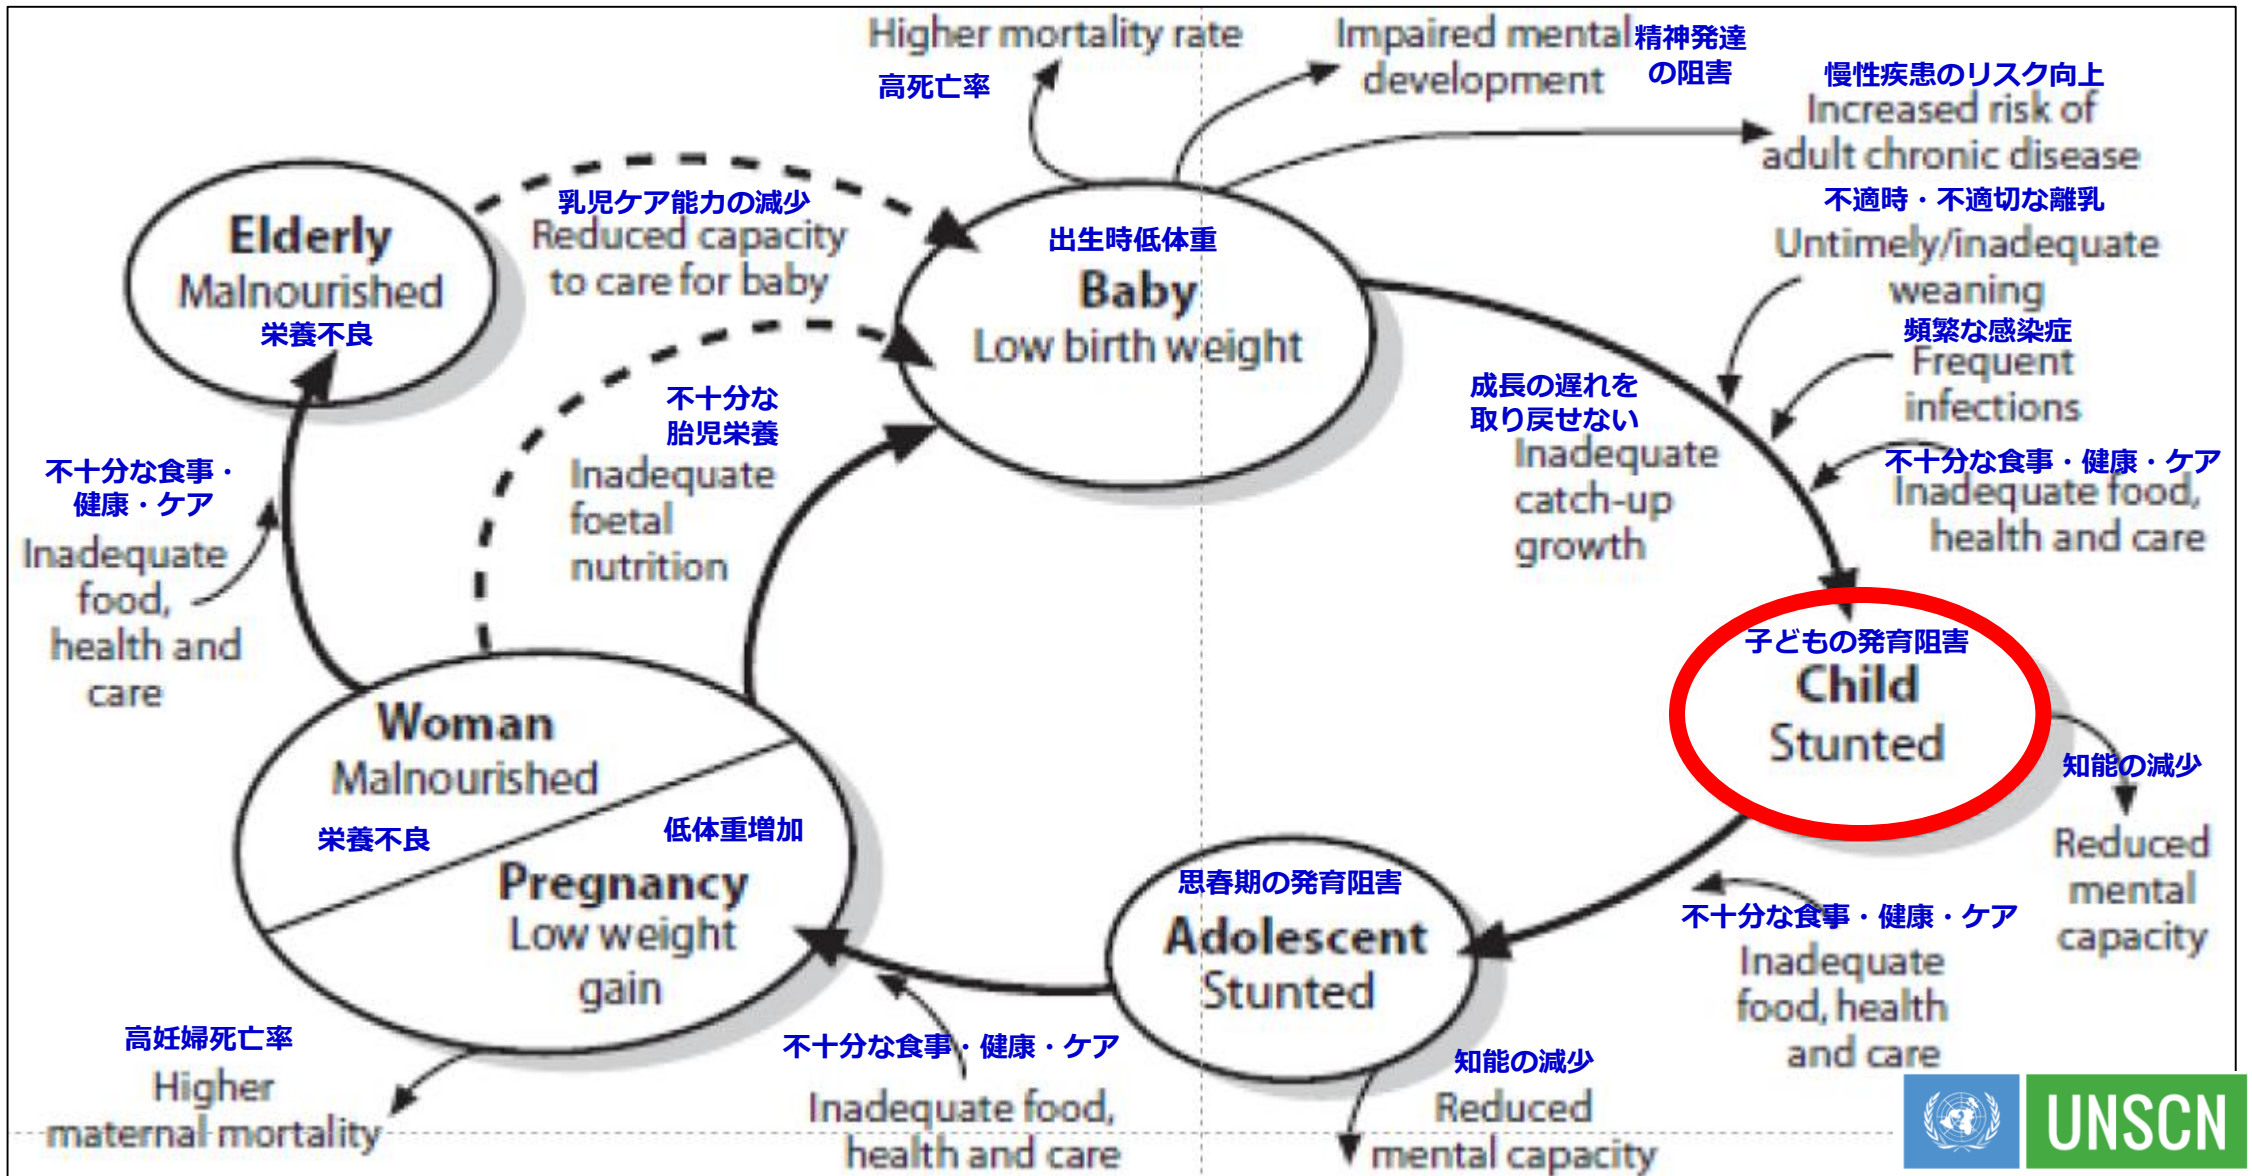 Higher mortality rate
高死亡率
Impaired mental
development
精神発達
の阻害
慢性疾患のリスク向上
Increased risk of
adult chronic disease
Elderly
Malnourished
栄養不良
乳児ケア能力の減少
Reduced capacity
to care for baby
出生時低体重
Baby
Low birth weight
不適時・不適切な離乳
Untimely/inadequate
weaning
頻繁な感染症
Frequent
infections
不十分な食事・健康・ケア
Inadequate food,
health and care
成長の遅れを
取り戻せない
Inadequate
catch-up
growth
不十分な
胎児栄養
Inadequate
foetal
nutrition
不十分な食事・
健康・ケア
Inadequate
food,
health and
care
子どもの発育阻害
Child
Stunted
知能の減少
Reduced
mental
capacity
Woman
Malnourished
栄養不良
低体重増加
Pregnancy
Low weight
gain
思春期の発育阻害
Adolescent
Stunted
不十分な食事・健康・ケア
Inadequate
food, health
and care
高妊婦死亡率
Higher
maternal mortality
不十分な食事・健康・ケア
Inadequate food,
health and care
知能の減少
Reduced
mental capacity
UNSCN